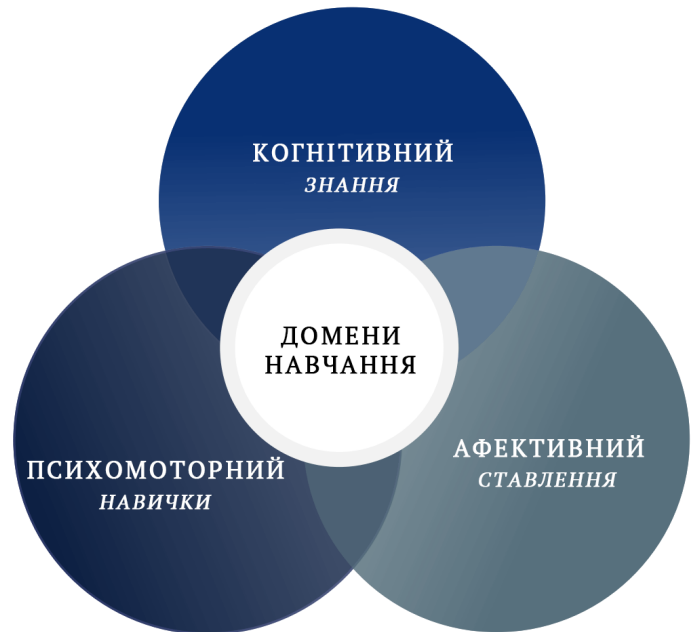 КОГНІТИВНИЙ
ЗНАННЯ
ДОМЕНИ
НАВЧАННЯ
ПСИХОМОТОРНИЙ
НАВИЧКИ
АФЕКТИВНИЙ
СТАВЛЕННЯ